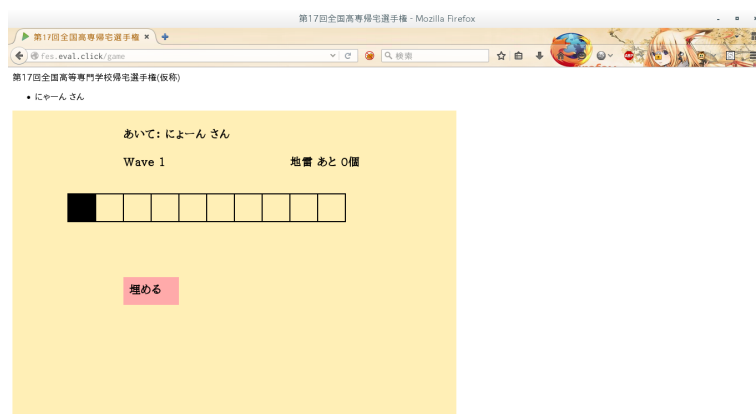 第17回全国高専帰宅選手権 - Mozilla Firefox
第17回全国高専帰宅選手権
fes.eval.click/game
検索
第17回全国高等専門学校帰宅選手権(仮称)
にゃーん さん
あいて: にょーん さん
Wave 1
地雷 あと 0個
埋める